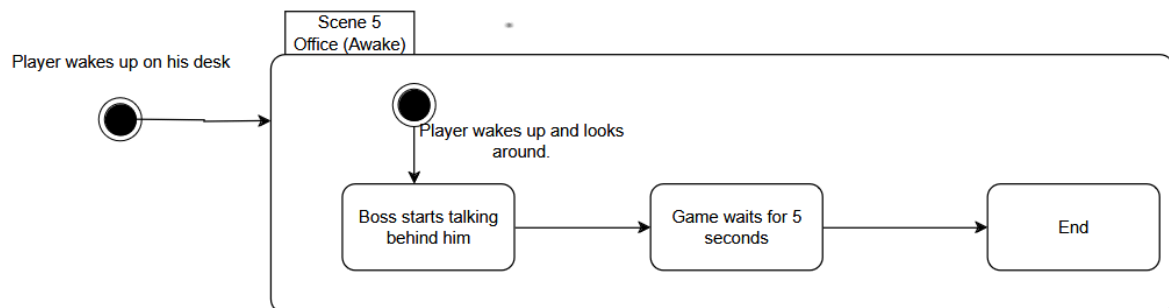 Scene 5
Office (Awake)
Player wakes up on his desk
Player wakes up and looks
around.
Boss starts talking
behind him
Game waits for 5
seconds
End